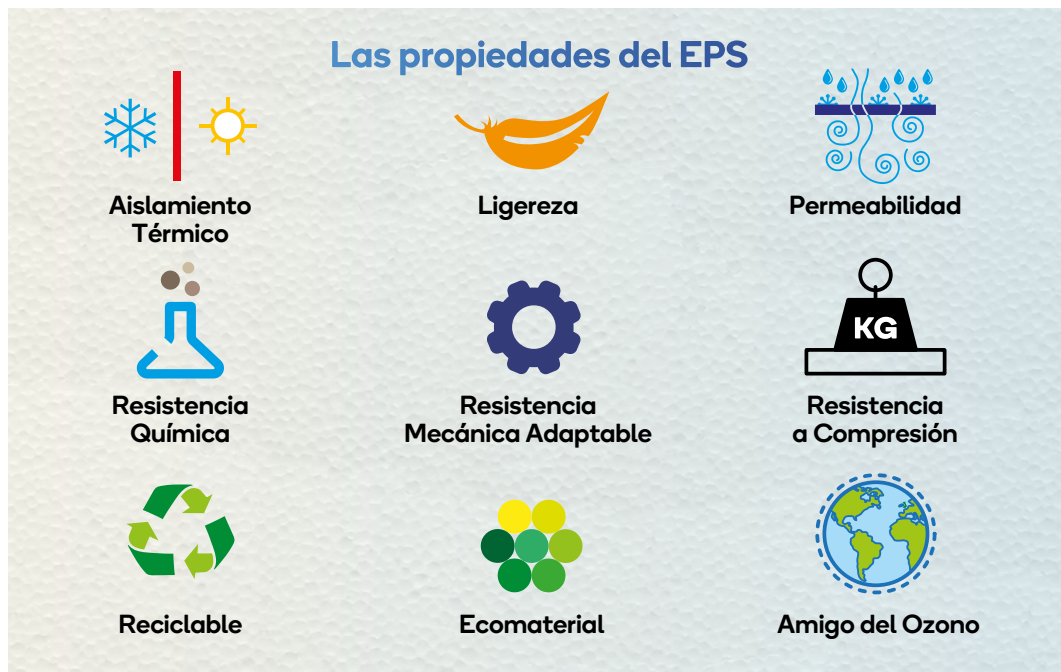 Las propiedades del EPS
Aislamiento
Térmico
Ligereza
Permeabilidad
Resistencia
Química
Resistencia
Mecánica Adaptable
KG
Resistencia
a Compresión
Reciclable
Ecomaterial
Amigo del Ozono